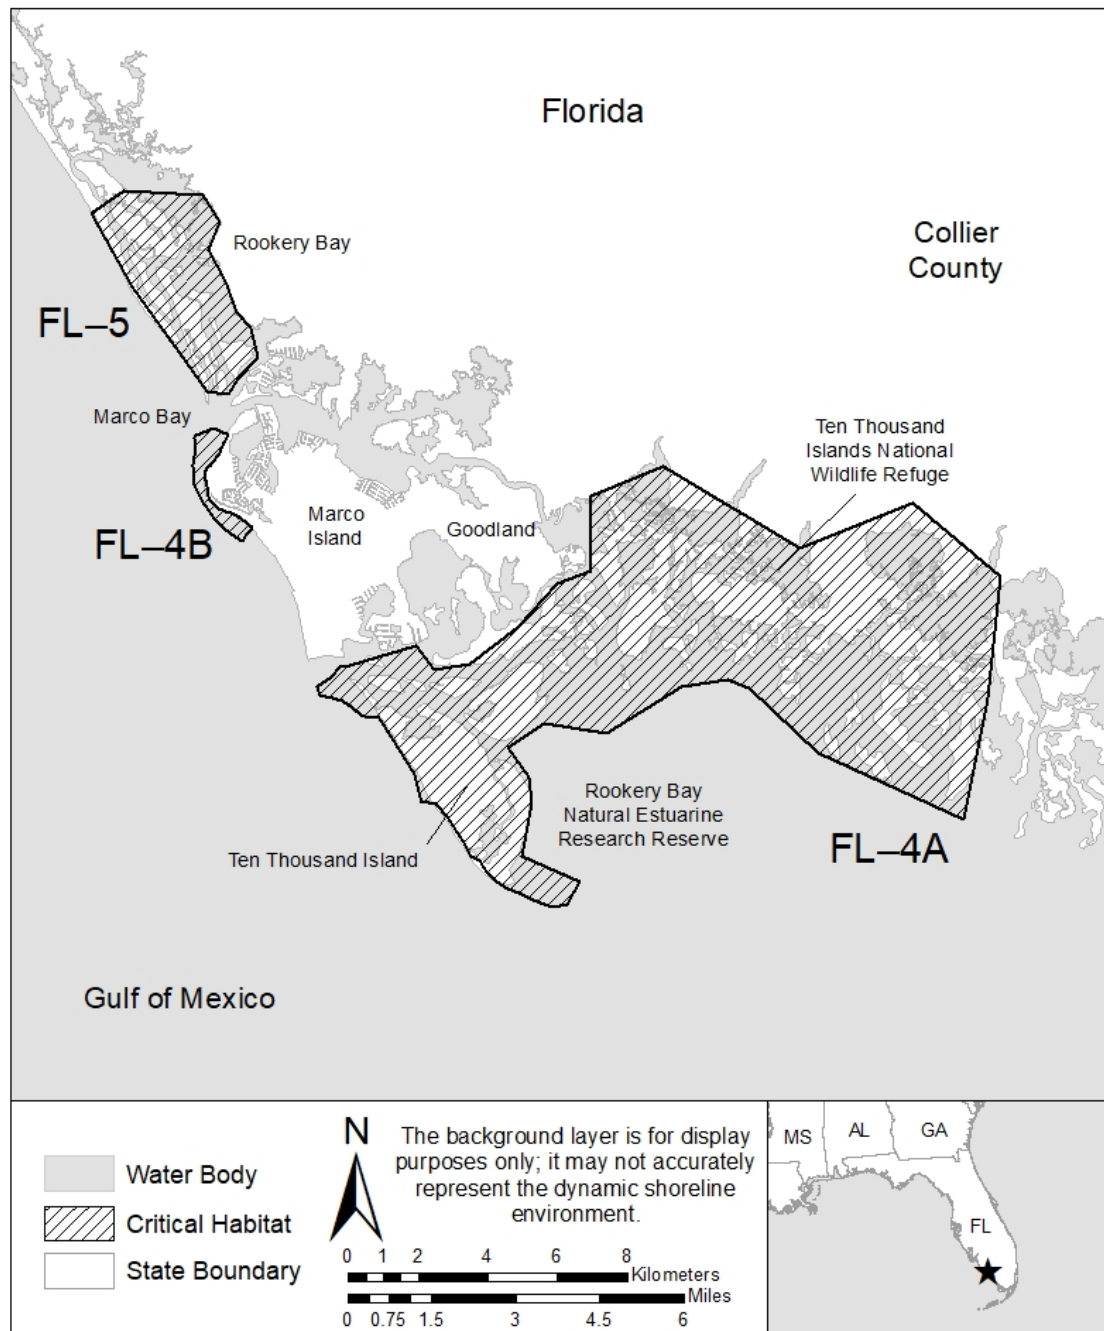 Florida
Collier
County
Rookery Bay
FL–5
Marco Bay
Ten Thousand
Islands National
Wildlife Refuge
Marco
Island
Goodland
FL–4B
Rookery Bay
Natural Estuarine
Research Reserve
Ten Thousand Island
FL–4A
Gulf of Mexico
Water Body
Critical Habitat
State Boundary
N
The background layer is for display
purposes only; it may not accurately
represent the dynamic shoreline
environment.
0 1 2 4 6 8
Kilometers
Miles
0 0.75 1.5 3 4.5 6
MS AL GA
FL